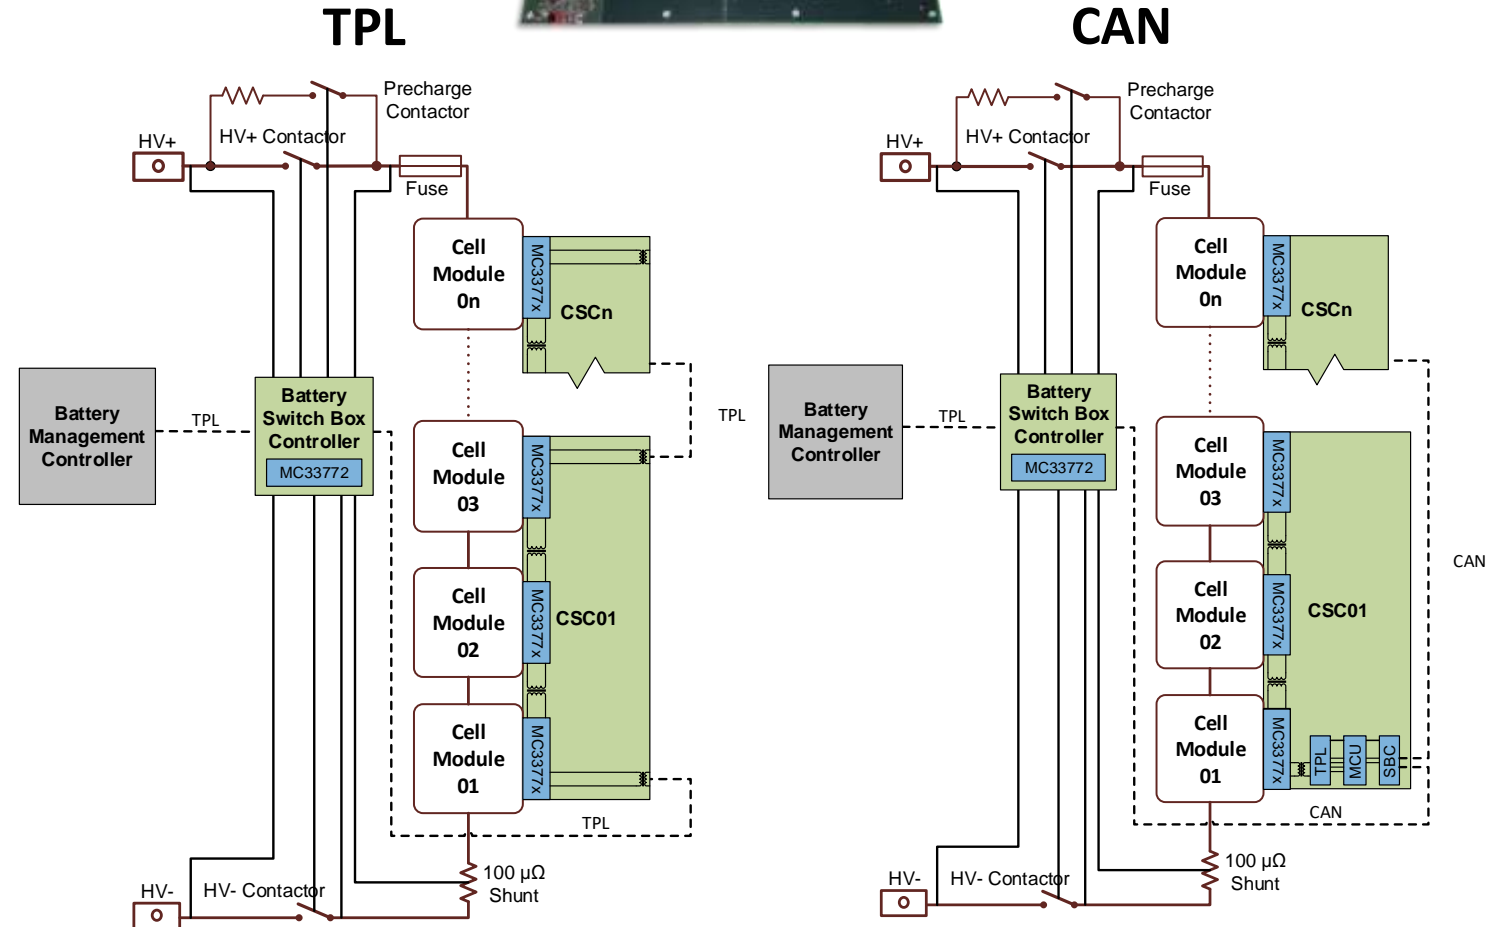 TPL
CAN
Precharge
Contactor
HV+ Contactor
HV+
Fuse
Cell
Module
0n
MC3377x
CSCn
Battery
Management
Controller
TPL
Battery
Switch Box
Controller
MC33772
TPL
Cell
Module
03
MC3377x
Cell
Module
02
MC3377x
CSC01
Cell
Module
01
MC3377x
TPL
100 µΩ
Shunt
HV- Contactor
HV-
Precharge
Contactor
HV+ Contactor
HV+
Fuse
Cell
Module
0n
MC3377x
CSCn
Battery
Management
Controller
TPL
Battery
Switch Box
Controller
MC33772
Cell
Module
03
MC3377x
CAN
Cell
Module
02
MC3377x
CSC01
Cell
Module
01
MC3377x
TPL
MCU
SBC
CAN
100 µΩ
Shunt
HV- Contactor
HV-